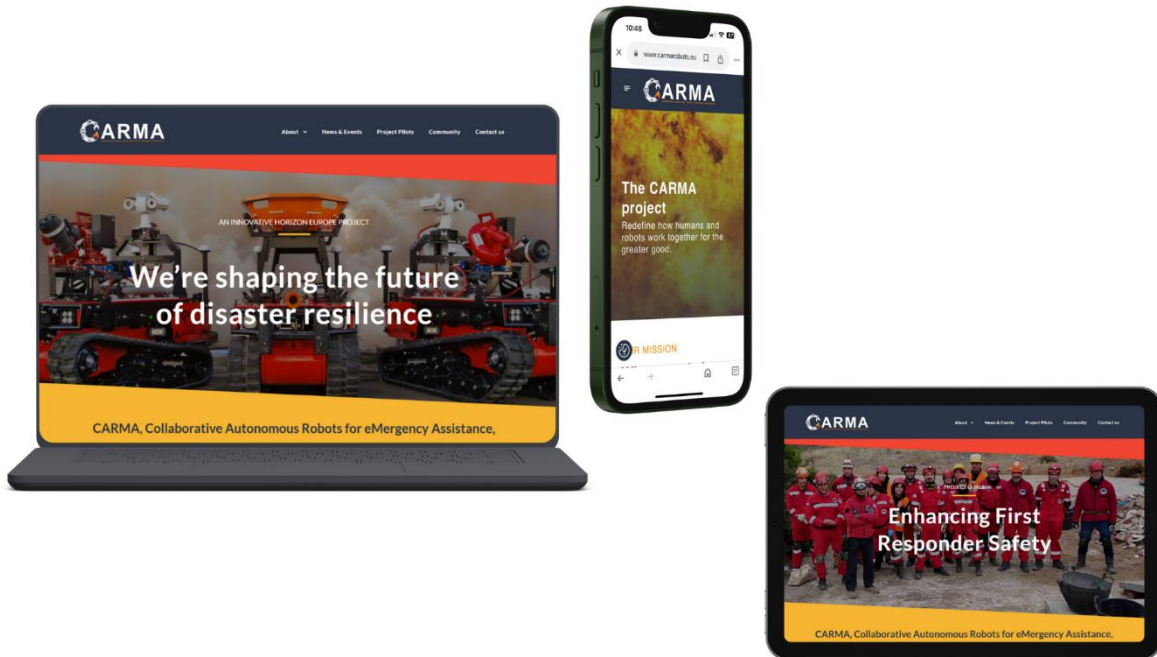 CARMA
About News & Events Project Pilots Community Contact us
AN INNOVATIVE HORIZON EUROPE PROJECT
We're shaping the future
of disaster resilience
CARMA, Collaborative Autonomous Robots for eMergency Assistance,
10:46
www.carmarobots.eu
CARMA
The CARMA
project
Redefine how humans and
robots work together for the
greater good.
R MISSION
CARMA
About News & Events Project Pilots Community Contact us
PROJECT GOALS
Enhancing First
Responder Safety
CARMA, Collaborative Autonomous Robots for eMergency Assistance,